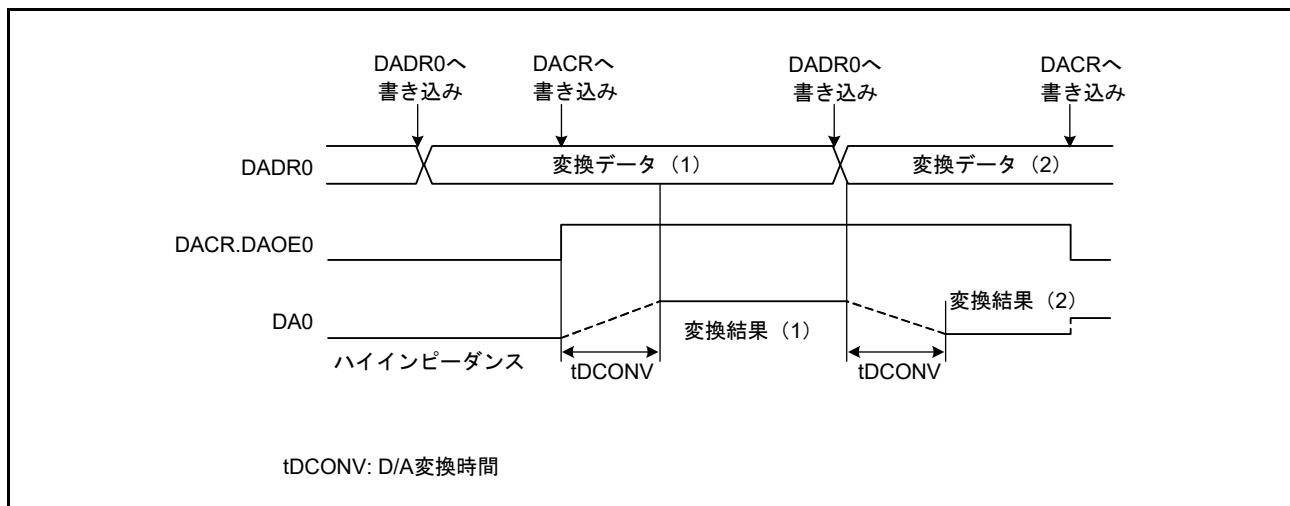 DADR0へ
書き込み
DACRへ
書き込み
DADR0へ
書き込み
DACRへ
書き込み
DADR0
変換データ（1）
変換データ（2）
DACR.DAOE0
DA0
ハイインピーダンス
変換結果（1）
変換結果（2）
tDCONV
tDCONV
tDCONV: D/A変換時間